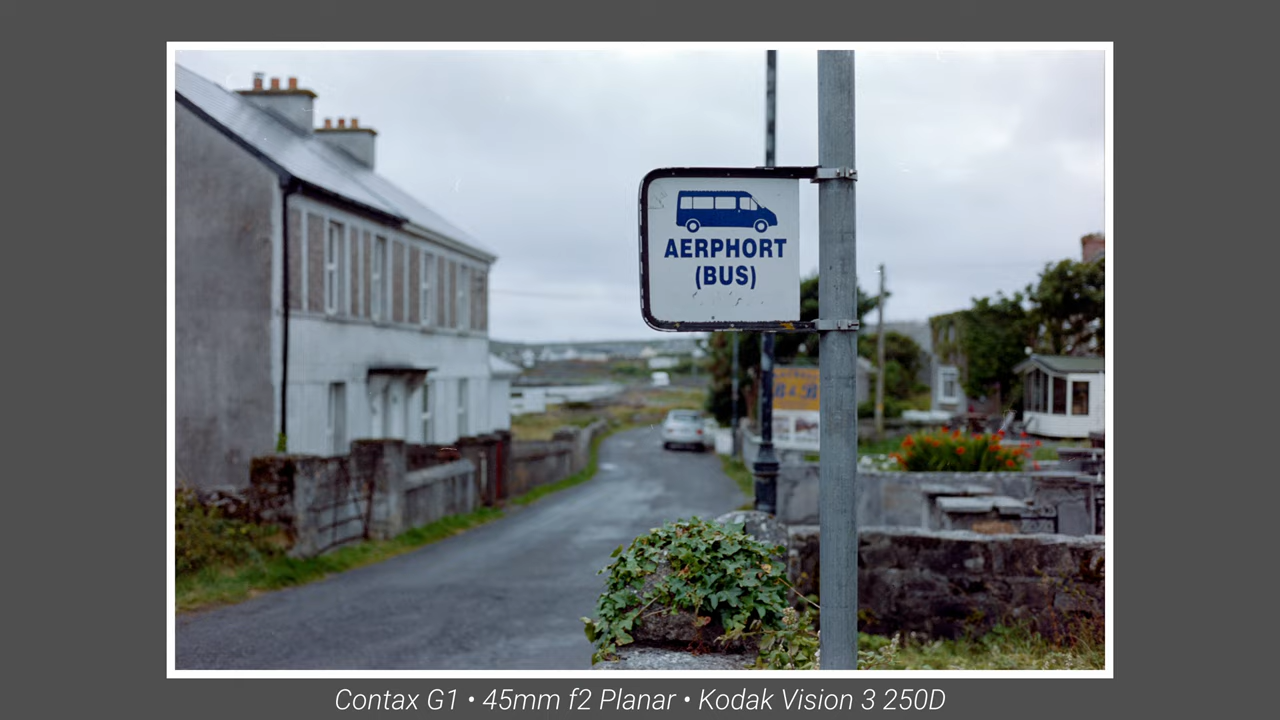 AERPHORT
(BUS)
B & B
Contax G1 • 45mm f2 Planar • Kodak Vision 3 250D